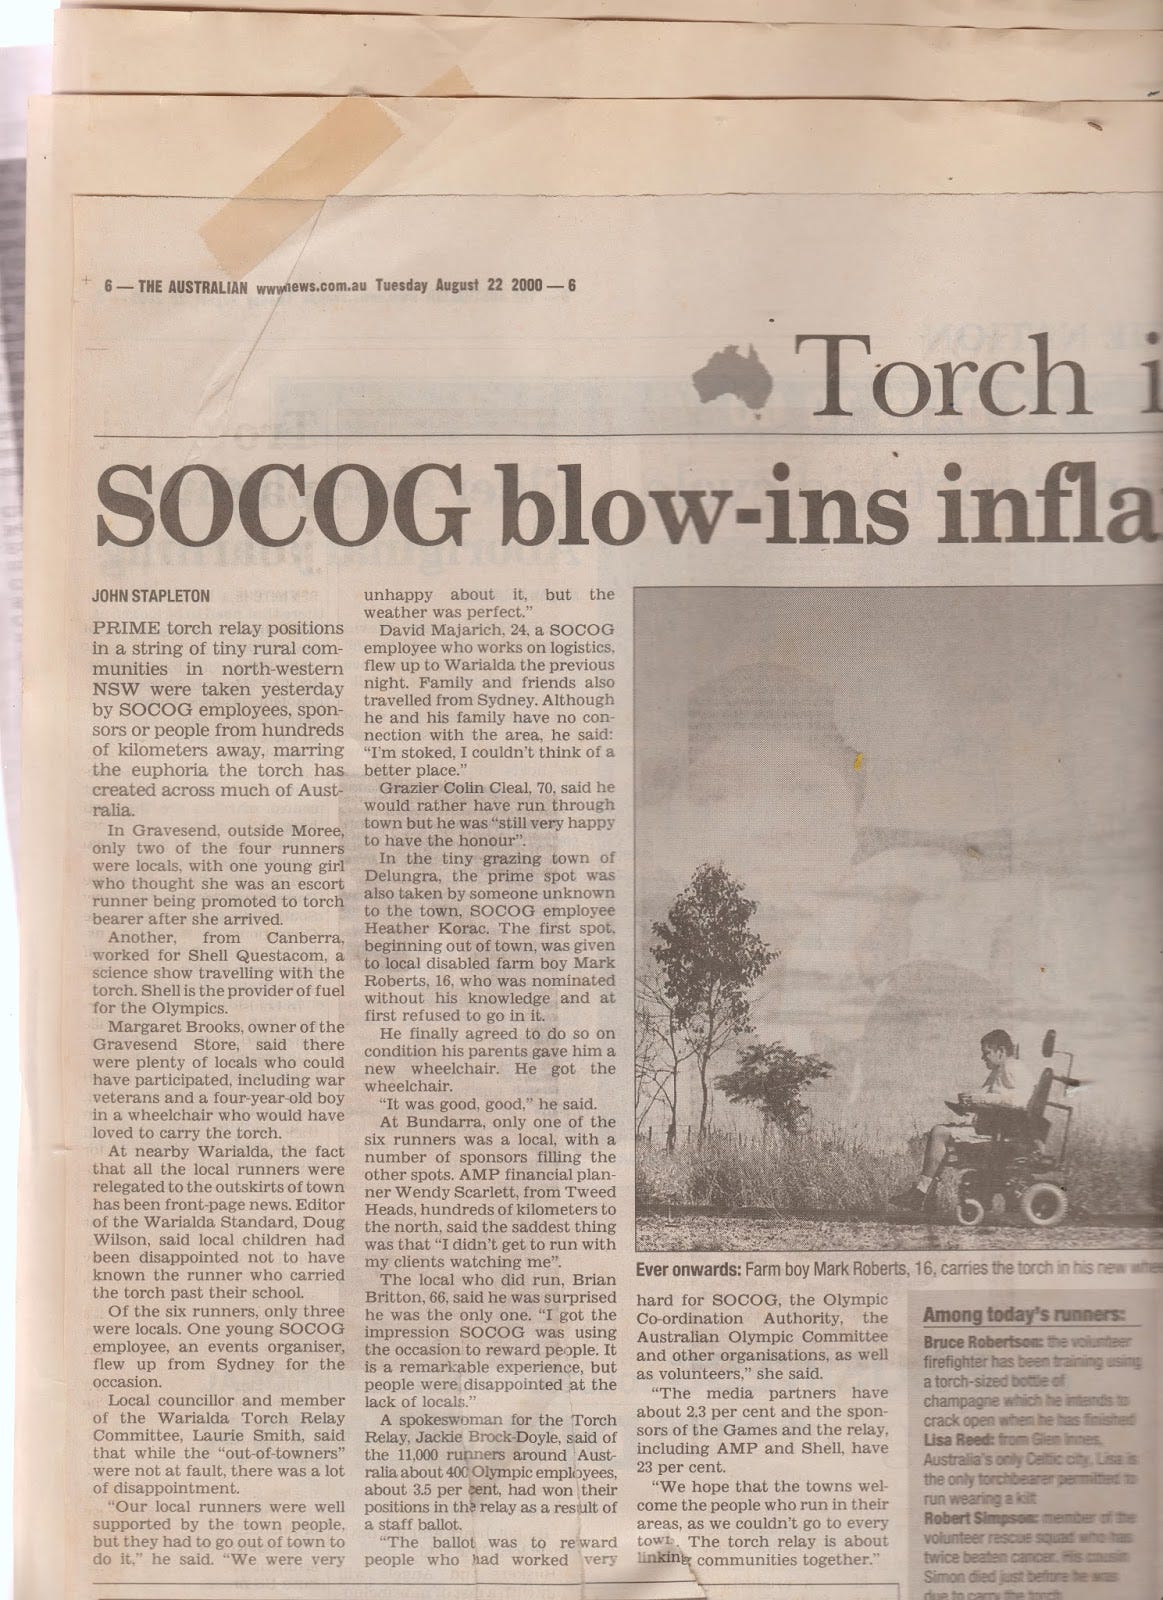 6 — THE AUSTRALIAN www.news.com.au Tuesday August 22 2000 — 6
Torch i
SOCOG blow-ins infla
JOHN STAPLETON
PRIME torch relay positions
in a string of tiny rural com-
munities in north-western
NSW were taken yesterday
by SOCOG employees, spon-
sors or people from hundreds
of kilometers away, marring
the euphoria the torch has
created across much of Aust-
ralia.
In Gravesend, outside Moree,
only two of the four runners
were locals, with one young girl
who thought she was an escort
runner being promoted to torch
bearer after she arrived.
Another, from Canberra,
worked for Shell Questacom, a
science show travelling with the
torch. Shell is the provider of fuel
for the Olympics.
Margaret Brooks, owner of the
Gravesend Store, said there
were plenty of locals who could
have participated, including war
veterans and a four-year-old boy
in a wheelchair who would have
loved to carry the torch.
At nearby Warialda, the fact
that all the local runners were
relegated to the outskirts of town
has been front-page news. Editor
of the Warialda Standard, Doug
Wilson, said local children had
been disappointed not to have
known the runner who carried
the torch past their school.
Of the six runners, only three
were locals. One young SOCOG
employee, an events organiser,
flew up from Sydney for the
occasion.
Local councillor and member
of the Warialda Torch Relay
Committee, Laurie Smith, said
that while the "out-of-towners"
were not at fault, there was a lot
of disappointment.
"Our local runners were well
supported by the town people,
but they had to go out of town to
do it," he said. "We were very
unhappy about it, but the
weather was perfect."
David Majarich, 24, a SOCOG
employee who works on logistics,
flew up to Warialda the previous
night. Family and friends also
travelled from Sydney. Although
he and his family have no con-
nection with the area, he said:
"I'm stoked, I couldn't think of a
better place."
Grazier Colin Cleal, 70, said he
would rather have run through
town but he was "still very happy
to have the honour".
In the tiny grazing town of
Delungra, the prime spot was
also taken by someone unknown
to the town, SOCOG employee
Heather Korac. The first spot,
beginning out of town, was given
to local disabled farm boy Mark
Roberts, 16, who was nominated
without his knowledge and at
first refused to go in it.
He finally agreed to do so on
condition his parents gave him a
new wheelchair. He got the
wheelchair.
"It was good, good," he said.
At Bundarra, only one of the
six runners was a local, with a
number of sponsors filling the
other spots. AMP financial plan-
ner Wendy Scarlett, from Tweed
Heads, hundreds of kilometers to
the north, said the saddest thing
was that "I didn't get to run with
my clients watching me".
The local who did run, Brian
Britton, 66, said he was surprised
he was the only one. "I got the
impression SOCOG was using
the occasion to reward people. It
is a remarkable experience, but
people were disappointed at the
lack of locals."
A spokeswoman for the Torch
Relay, Jackie Brock-Doyle, said of
the 11,000 runners around Aust-
ralia about 400 Olympic employees,
about 3.5 per cent, had won their
positions in the relay as a result of
a staff ballot.
"The ballot was to reward
people who had worked very
Ever onwards: Farm boy Mark Roberts, 16, carries the torch in his new whee
hard for SOCOG, the Olympic
Co-ordination Authority, the
Australian Olympic Committee
and other organisations, as well
as volunteers," she said.
"The media partners have
about 2.3 per cent and the spon-
sors of the Games and the relay,
including AMP and Shell, have
23 per cent.
"We hope that the towns wel-
come the people who run in their
areas, as we couldn't go to every
town. The torch relay is about
linking communities together."
Among today's runners:
Bruce Robertson: the volunteer
firefighter has been training using
a torch-sized bottle of
champagne which he intends to
crack open when he has finished
Lisa Reed: from Glen Innes,
Australia's only Celtic city, Lisa is
the only torchbearer permitted to
run wearing a kilt
Robert Simpson: member of the
volunteer rescue squad who has
twice beaten cancer. His cousin
Simon died just before he was
due to carry the torch